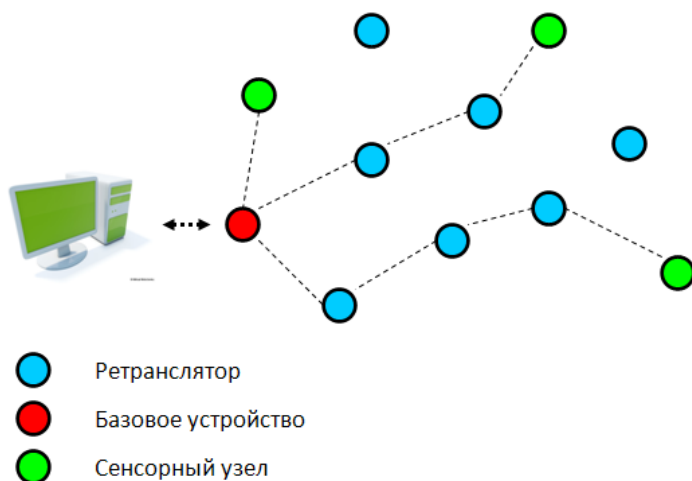 Ретранслятор
Базовое устройство
Сенсорный узел